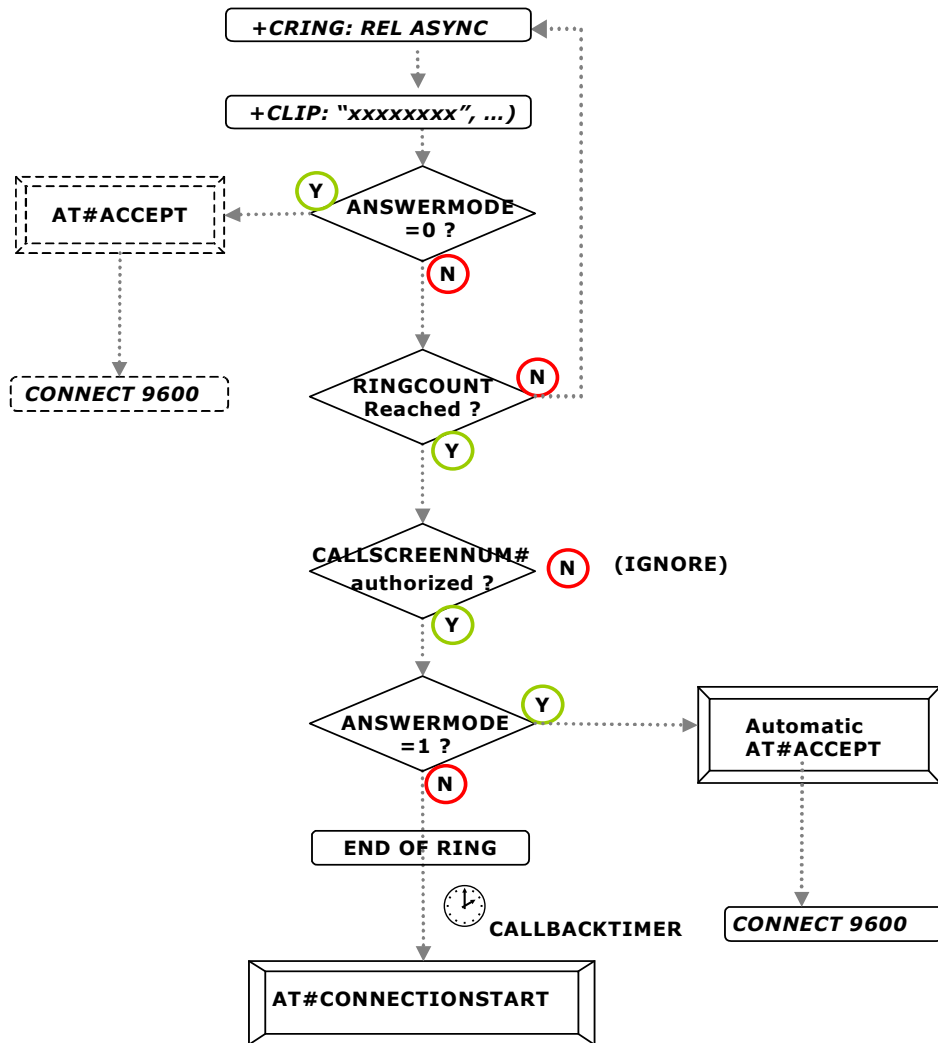 +CRING: REL ASYNC
+CLIP: “xxxxxxxx”, …)
Y
ANSWERMODE
=0 ?
AT#ACCEPT
N
CONNECT 9600
RINGCOUNT
Reached ?
N
Y
CALLSCREENNUM#
authorized ?
N
(IGNORE)
Y
ANSWERMODE
=1 ?
Y
Automatic
AT#ACCEPT
N
END OF RING
CALLBACKTIMER
CONNECT 9600
AT#CONNECTIONSTART